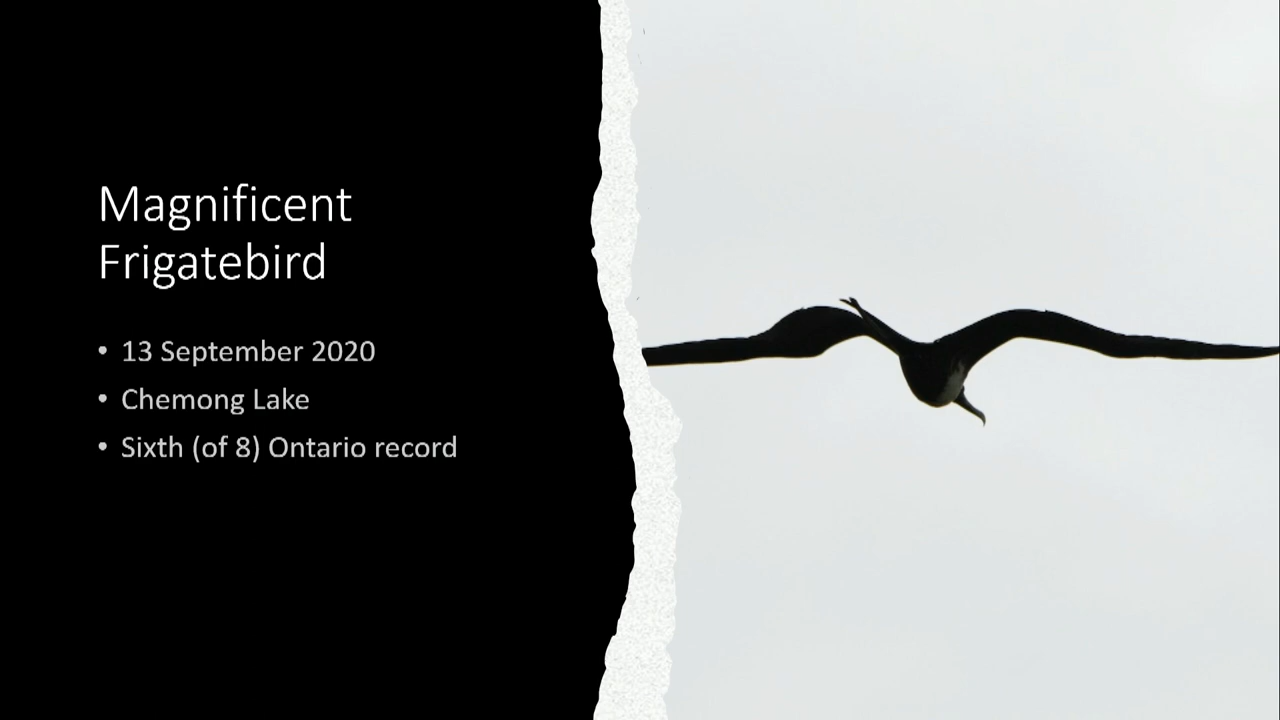 Magnificent
Frigatebird
• 13 September 2020
• Chemong Lake
• Sixth (of 8) Ontario record